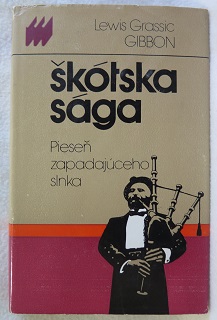 Lewis Grassic
GIBBON
škótska
sága
Pieseň
zapadajúceho
slnka